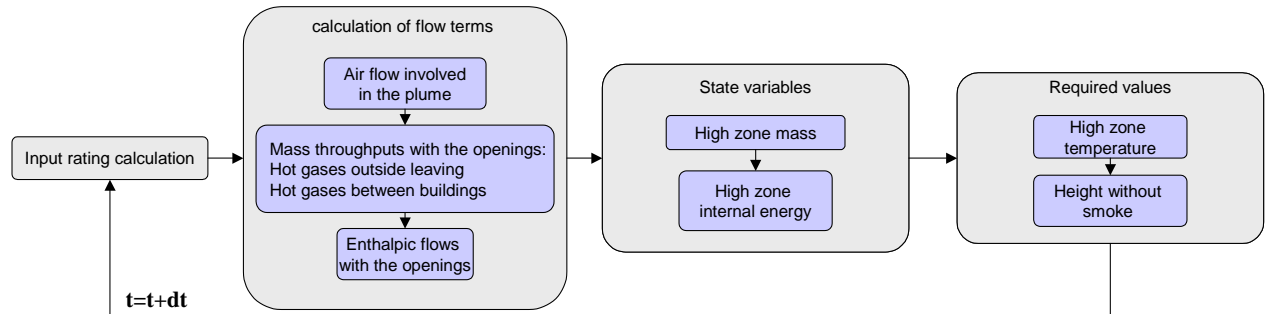 Input rating calculation
t=t+dt
calculation of flow terms
Air flow involved
in the plume
Mass throughputs with the openings:
Hot gases outside leaving
Hot gases between buildings
Enthalpic flows
with the openings
State variables
High zone mass
High zone
internal energy
Required values
High zone
temperature
Height without
smoke